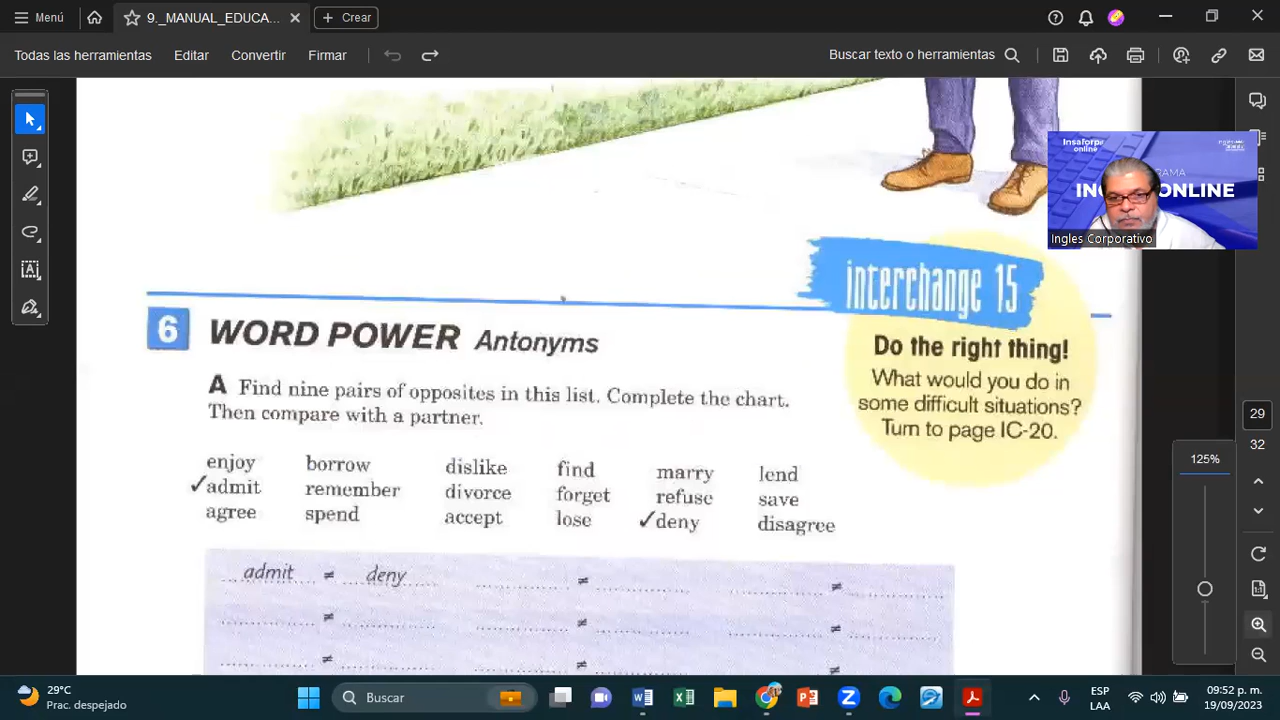 Menú
9._MANUAL_EDUCA...
Crear
Todas las herramientas
Editar
Convertir
Firmar
Buscar texto o herramientas
Insaforp
online
INGLES ONLINE
Ingles Corporativo
interchange 15
Do the right thing!
What would you do in
some difficult situations?
Turn to page IC-20.
6 WORD POWER Antonyms
A Find nine pairs of opposites in this list. Complete the chart.
Then compare with a partner.
enjoy borrow dislike find marry lend
✓admit remember divorce forget refuse save
agree spend accept lose ✓deny disagree
admit ≠ deny ≠ ≠
≠ ≠ ≠
≠ ≠ ≠
29
32
125%
29°C
Prac. despejado
Buscar
ESP
LAA
09:52 p. m.
19/09/2023